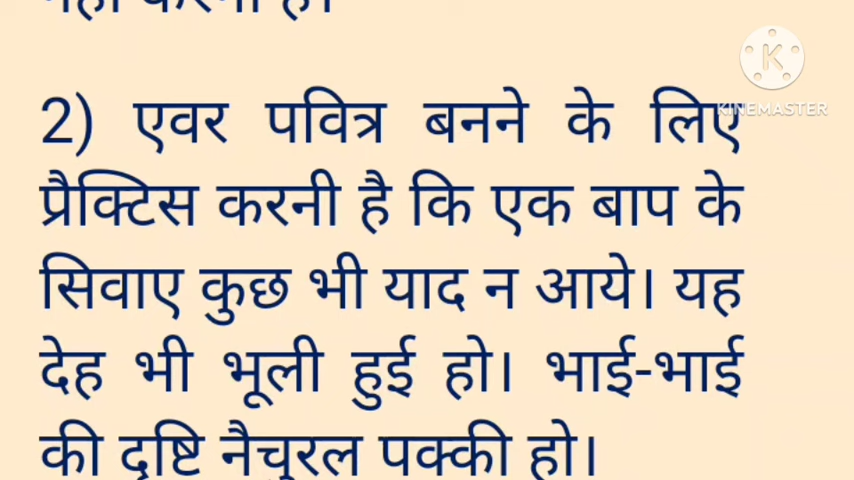 2) एवर पवित्र बनने के लिए
प्रैक्टिस करनी है कि एक बाप के
सिवाए कुछ भी याद न आये। यह
देह भी भूली हुई हो। भाई-भाई
की दृष्टि नैचुरल पक्की हो।
KINEMASTER